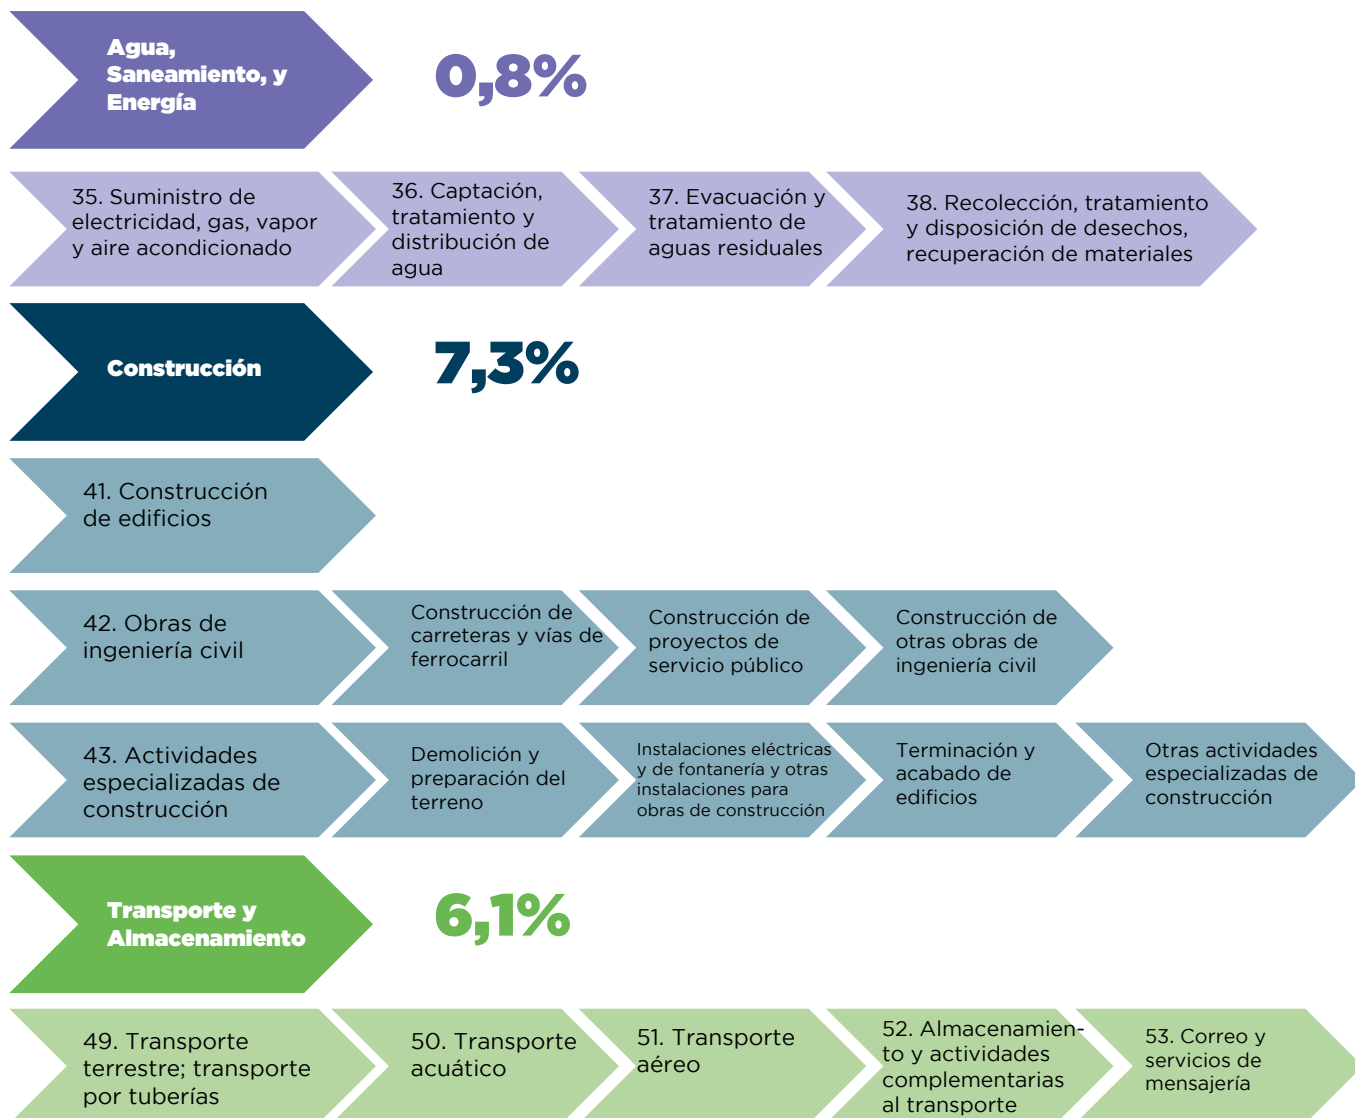 Agua,
Saneamiento, y
Energía
0,8%
35. Suministro de
electricidad, gas, vapor
y aire acondicionado
36. Captación,
tratamiento y
distribución de
agua
37. Evacuación y
tratamiento de
aguas residuales
38. Recolección, tratamiento
y disposición de desechos,
recuperación de materiales
Construcción
7,3%
41. Construcción
de edificios
42. Obras de
ingeniería civil
Construcción de
carreteras y vías de
ferrocarril
Construcción de
proyectos de
servicio público
Construcción de
otras obras de
ingeniería civil
43. Actividades
especializadas de
construcción
Demolición y
preparación del
terreno
Instalaciones eléctricas
y de fontanería y otras
instalaciones para
obras de construcción
Terminación y
acabado de
edificios
Otras actividades
especializadas de
construcción
Transporte y
Almacenamiento
6,1%
49. Transporte
terrestre; transporte
por tuberías
50. Transporte
acuático
51. Transporte
aéreo
52. Almacenamien-
to y actividades
complementarias
al transporte
53. Correo y
servicios de
mensajería